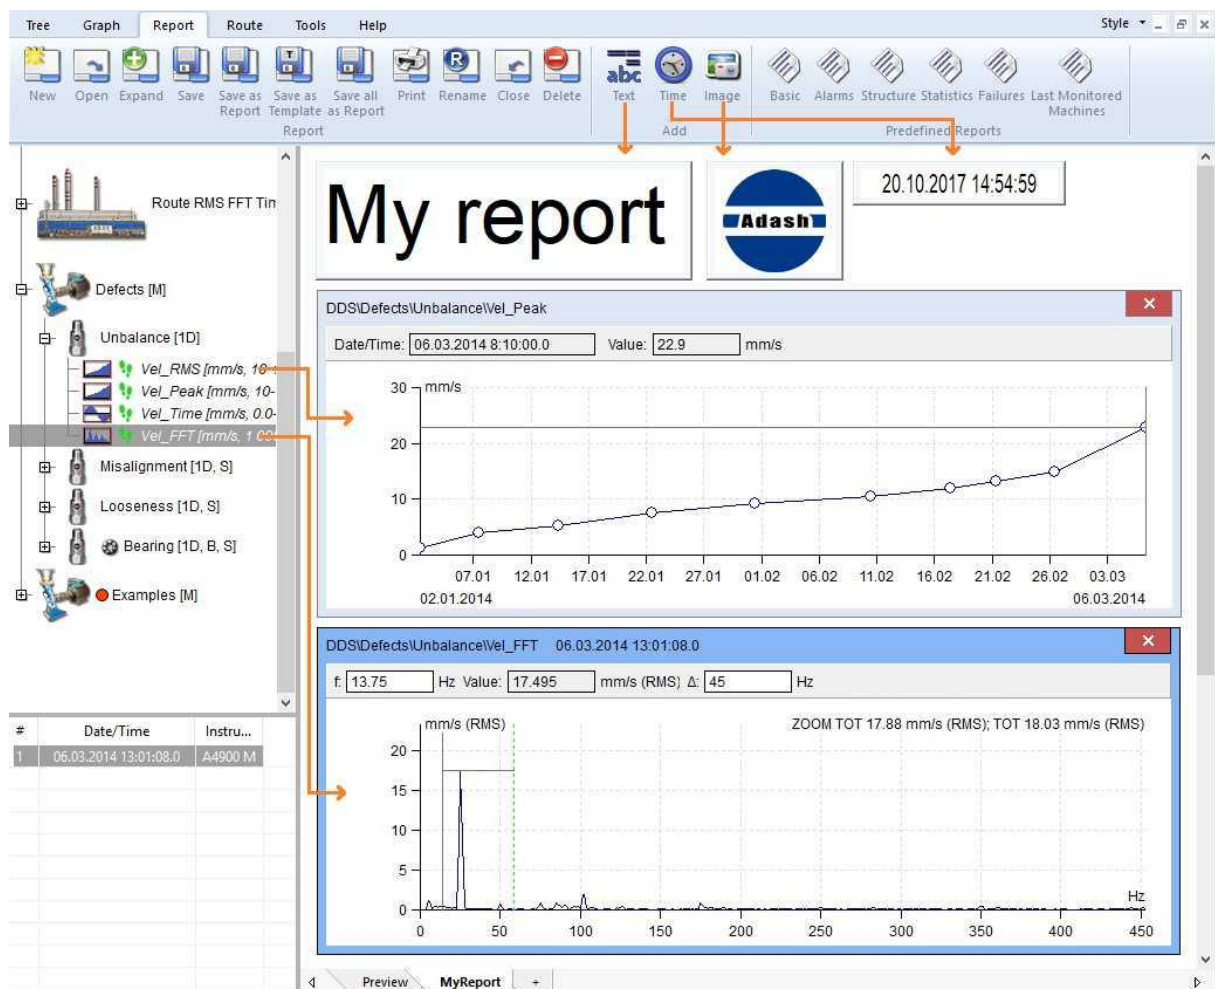 Tree Graph Report Route Tools Help Style
New Open Expand Save Save as Report Save as Template Save all as Report Print Rename Close Delete Text Time Image Basic Alarms Structure Statistics Failures Last Monitored Machines
Report Add Predefined Reports
Route RMS FFT Tim
Defects [M]
Unbalance [1D]
Vel_RMS [mm/s, 10-
Vel_Peak [mm/s, 10-
Vel_Time [mm/s, 0.0-
Vel_FFT [mm/s, 1
Misalignment [1D, S]
Looseness [1D, S]
Bearing [1D, B, S]
Examples [M]
# Date/Time Instru...
1 06.03.2014 13:01:08.0 A4900 M
abc
My report
Adash
20.10.2017 14:54:59
DDS\Defects\Unbalance\Vel_Peak
Date/Time: 06.03.2014 8:10:00.0 Value: 22.9 mm/s
mm/s
30
20
10
0
07.01 12.01 17.01 22.01 27.01 01.02 06.02 11.02 16.02 21.02 26.02 03.03
02.01.2014 06.03.2014
DDS\Defects\Unbalance\Vel_FFT 06.03.2014 13:01:08.0
f: 13.75 Hz Value: 17.495 mm/s (RMS) Δ: 45 Hz
mm/s (RMS) ZOOM TOT 17.88 mm/s (RMS); TOT 18.03 mm/s (RMS)
20
15
10
5
0
Hz
0 50 100 150 200 250 300 350 400 450
Preview MyReport +